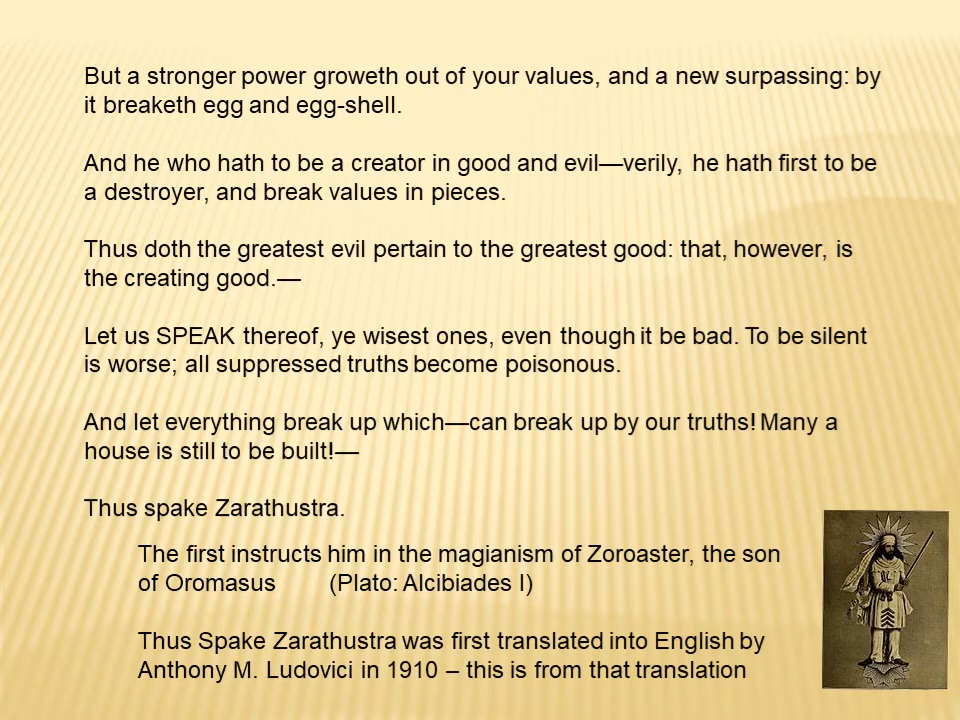 But a stronger power groweth out of your values, and a new surpassing: by
it breaketh egg and egg-shell.
And he who hath to be a creator in good and evil—verily, he hath first to be
a destroyer, and break values in pieces.
Thus doth the greatest evil pertain to the greatest good: that, however, is
the creating good.—
Let us SPEAK thereof, ye wisest ones, even though it be bad. To be silent
is worse; all suppressed truths become poisonous.
And let everything break up which—can break up by our truths! Many a
house is still to be built!—
Thus spake Zarathustra.
The first instructs him in the magianism of Zoroaster, the son
of Oromasus (Plato: Alcibiades I)
Thus Spake Zarathustra was first translated into English by
Anthony M. Ludovici in 1910 – this is from that translation